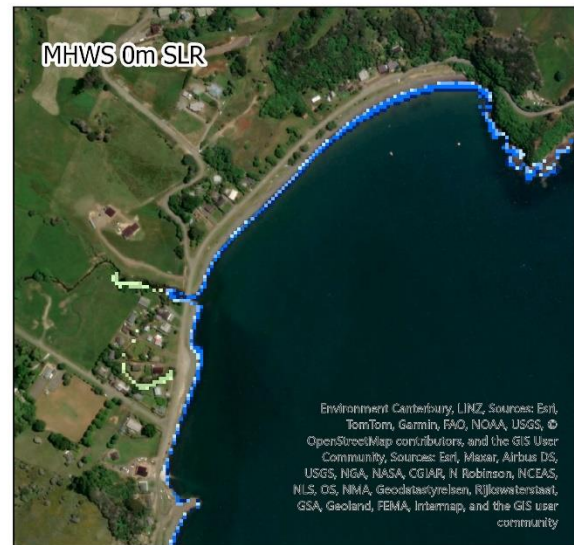 MHWS 0m SLR
Environment Canterbury, LINZ, Sources: Esri,
TomTom, Garmin, FAO, NOAA, USGS, ©
OpenStreetMap contributors, and the GIS User
Community, Sources: Esri, Maxar, Airbus DS,
USGS, NGA, NASA, CGIAR, N Robinson, NCEAS,
NLS, OS, NMA, Geodatastyrelsen, Rijkswaterstaat,
GSA, Geoland, FEMA, Intermap, and the GIS user
community